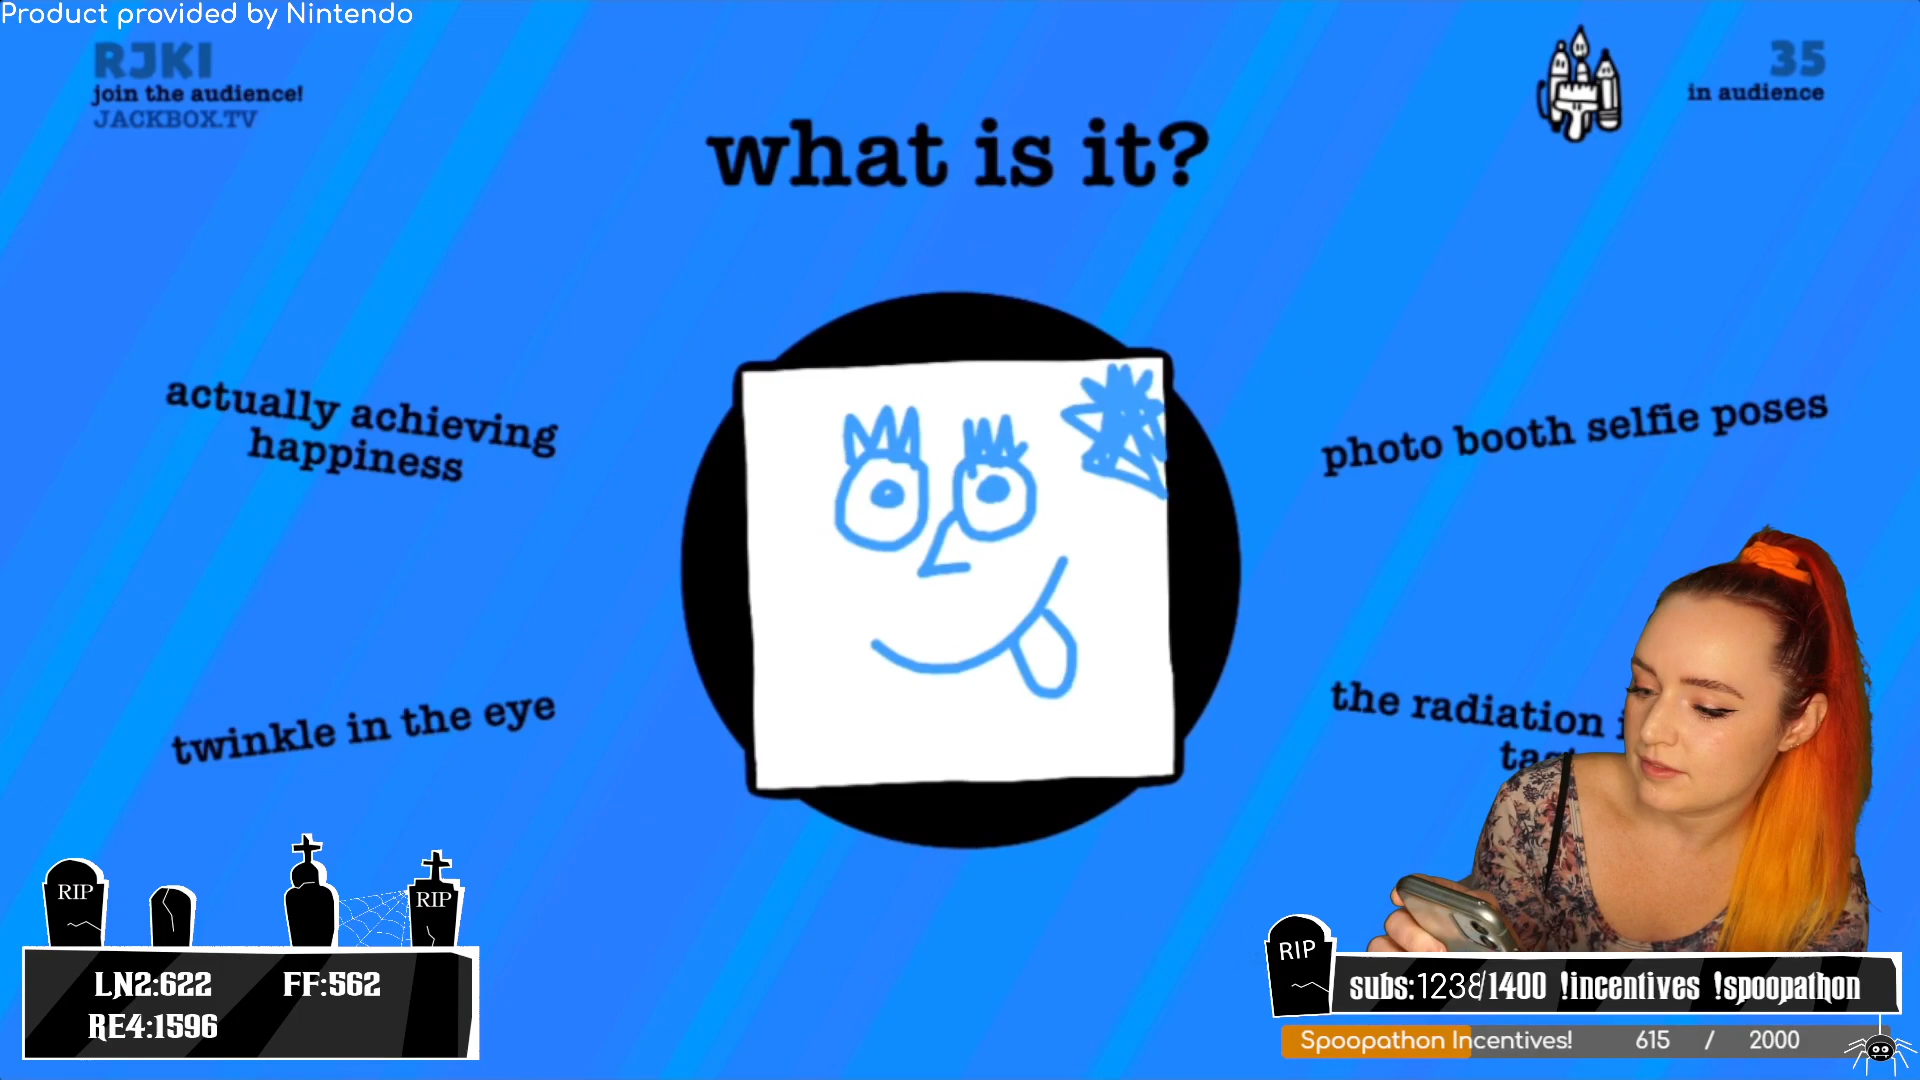 Product provided by Nintendo
RJKI
join the audience!
JACKBOX.TV
35
in audience
what is it?
actually achieving
happiness
photo booth selfie poses
twinkle in the eye
the radiation
RIP
RIP
LN2:622 FF:562
RE4:1596
RIP
subs:1238/1400 !incentives !spoopathon
Spoopathon Incentives! 615 / 2000